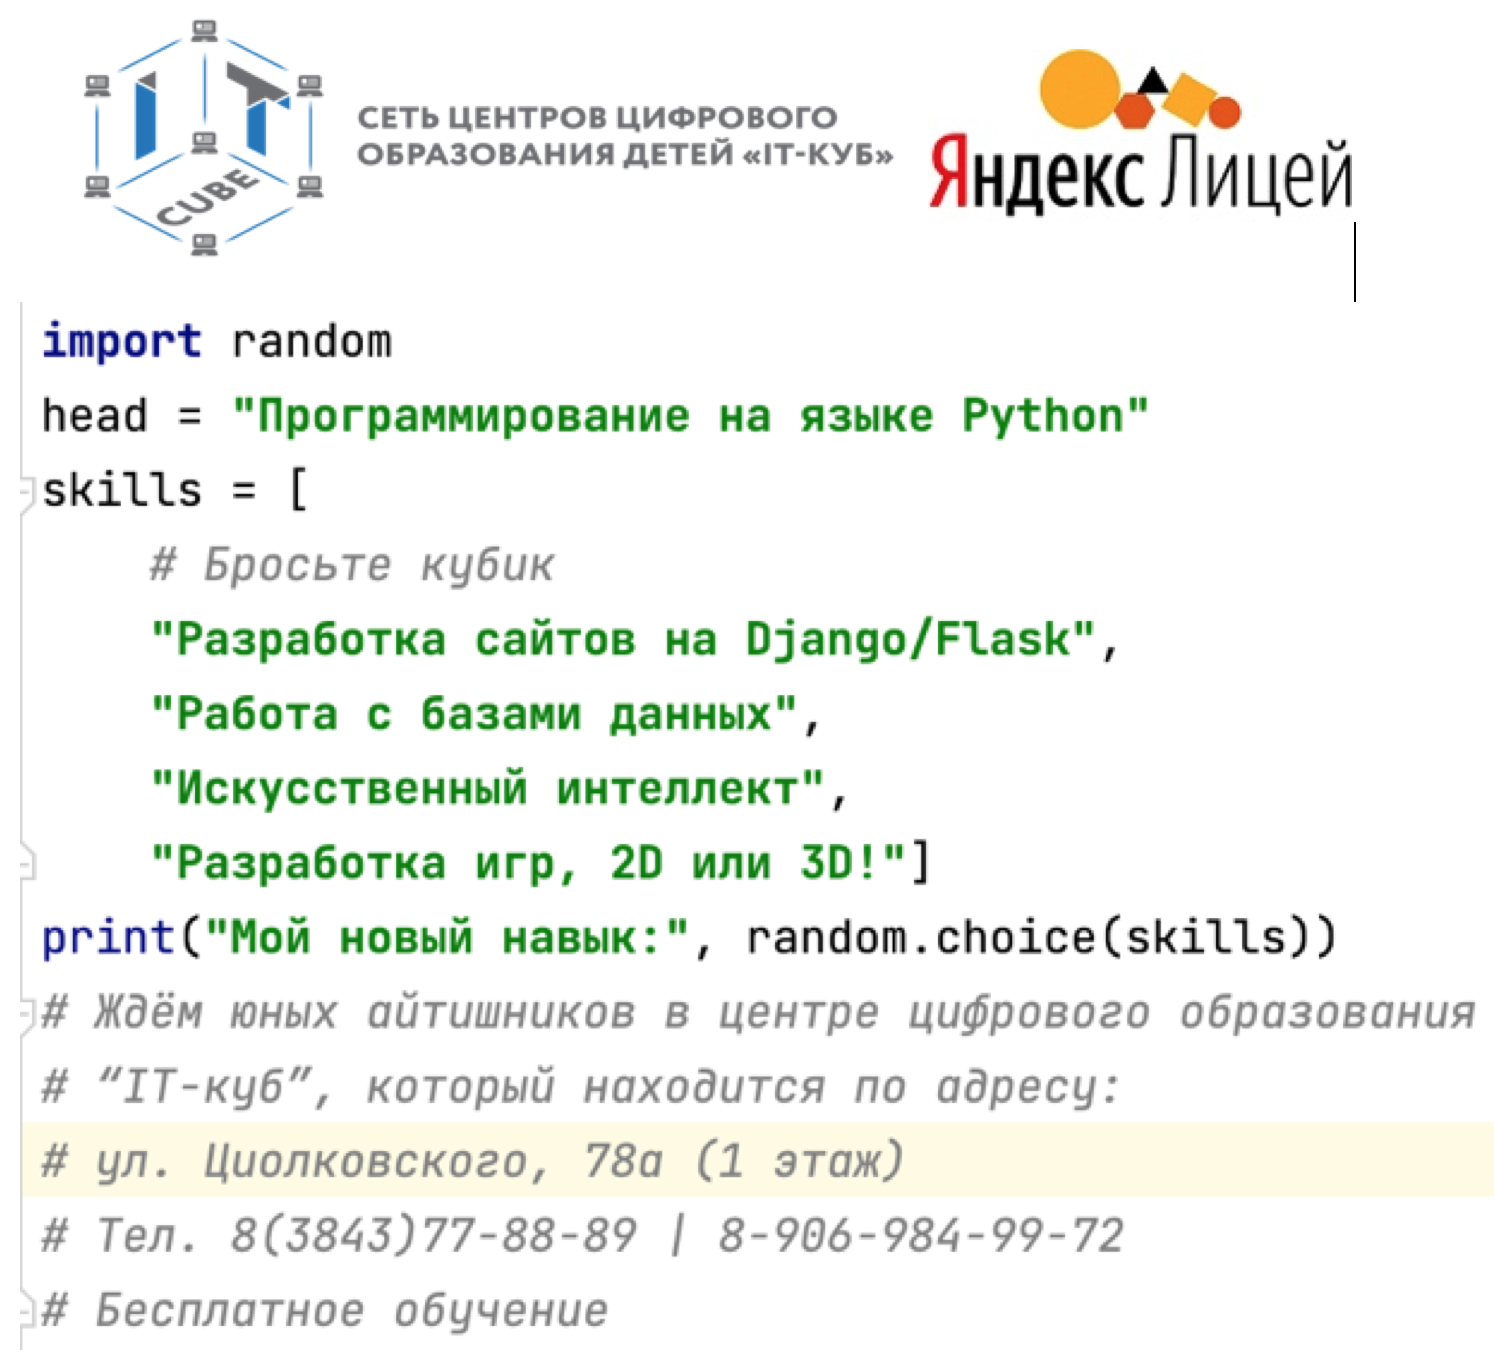 IT
CUBE
СЕТЬ ЦЕНТРОВ ЦИФРОВОГО
ОБРАЗОВАНИЯ ДЕТЕЙ «IT-КУБ»
Яндекс Лицей
import random
head = "Программирование на языке Python"
skills = [
    # Бросьте кубик
    "Разработка сайтов на Django/Flask",
    "Работа с базами данных",
    "Искусственный интеллект",
    "Разработка игр, 2D или 3D!"]
print("Мой новый навык:", random.choice(skills))
# Ждём юных айтишников в центре цифрового образования
# “IT-куб”, который находится по адресу:
# ул. Циолковского, 78а (1 этаж)
# Тел. 8(3843)77-88-89 | 8-906-984-99-72
# Бесплатное обучение